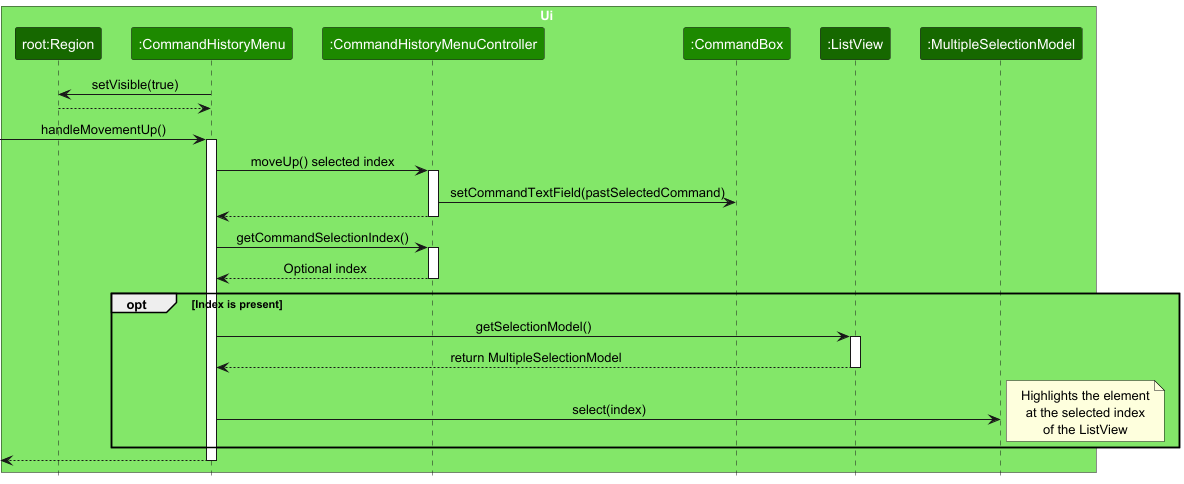 Ui
root:Region
:CommandHistoryMenu
:CommandHistoryMenuController
:CommandBox
:ListView
:MultipleSelectionModel
setVisible(true)
handleMovementUp()
moveUp() selected index
setCommandTextField(pastSelectedCommand)
getCommandSelectionIndex()
Optional index
opt
[Index is present]
getSelectionModel()
return MultipleSelectionModel
Highlights the element
at the selected index
of the ListView
select(index)